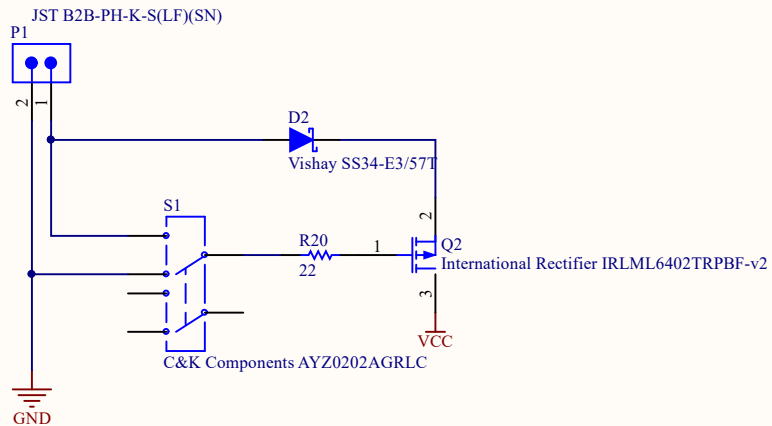 JST B2B-PH-K-S(LF)(SN)
P1
2
1
D2
Vishay SS34-E3/57T
S1
R20
22
1
2
Q2
International Rectifier IRLML6402TRPBF-v2
3
VCC
C&K Components AYZ0202AGRLC
GND